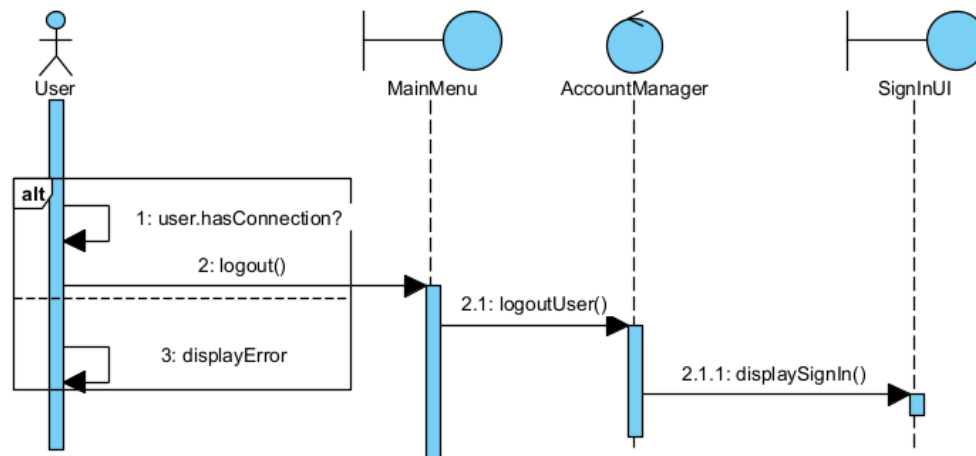 User
MainMenu
AccountManager
SignInUI
alt
1: user.hasConnection?
2: logout()
2.1: logoutUser()
3: displayError
2.1.1: displaySignIn()